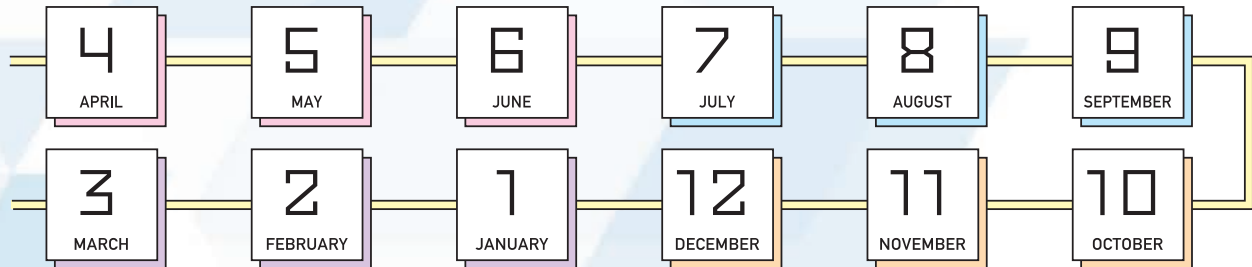 4
APRIL
5
MAY
6
JUNE
7
JULY
8
AUGUST
9
SEPTEMBER
10
OCTOBER
11
NOVEMBER
12
DECEMBER
1
JANUARY
2
FEBRUARY
3
MARCH